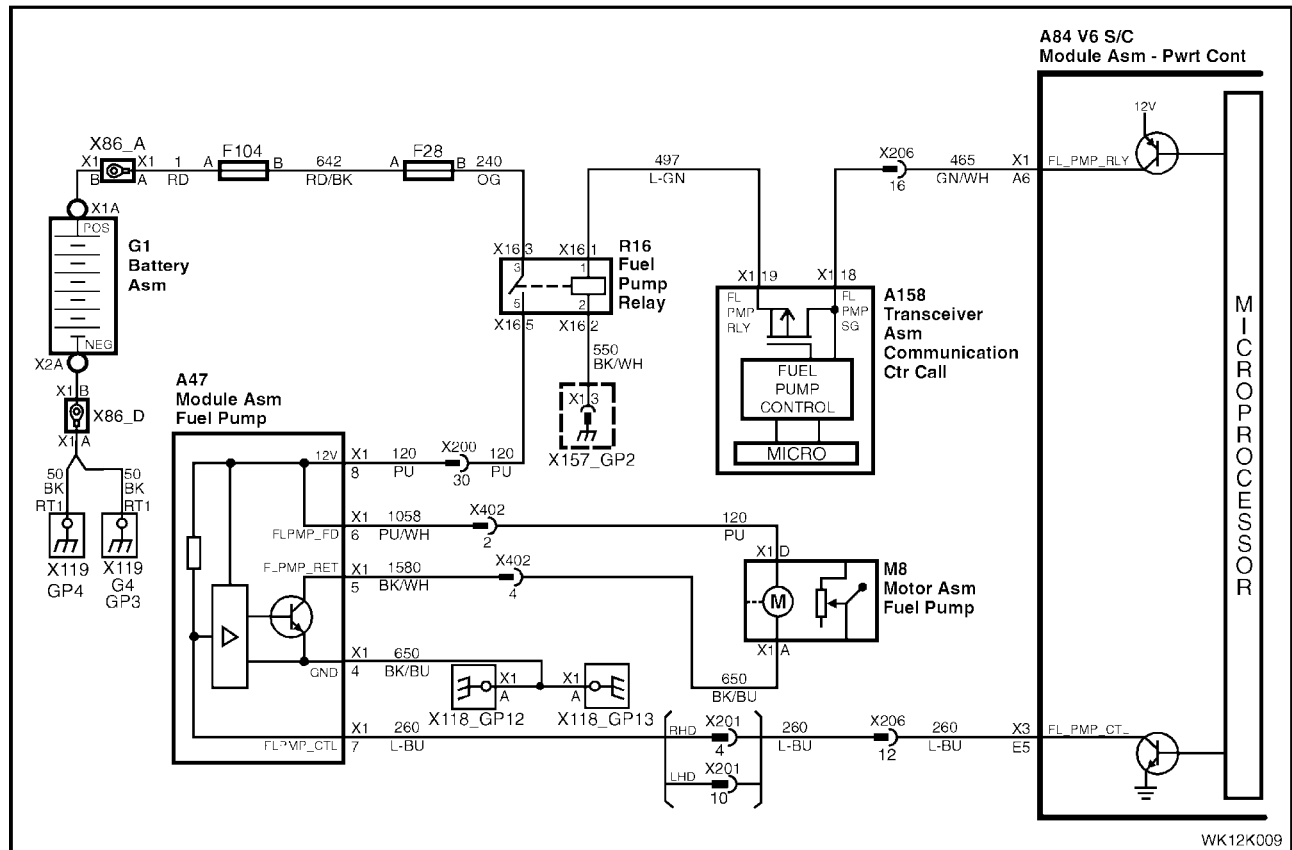 A84 V6 S/C
Module Asm - Pwrt Cont
12V
X86_A
X1 X1
B A
1
RD
A F104 B
642
RD/BK
A F28 B
240
OG
497
L-GN
X206
16
465
GN/WH
X1
A6
FL_PMP_RLY
X1A
POS
G1
Battery
Asm
NEG
X2A
X16 3
3
5
X16 5
X16 1
1
2
X16 2
R16
Fuel
Pump
Relay
X1 19
X1 18
FL
PMP
RLY
FL
PMP
SG
A158
Transceiver
Asm
Communication
Ctr Call
FUEL
PUMP
CONTROL
MICRO
MICROPROCESSOR
550
BK/WH
X1 3
X157_GP2
X1 B
X86_D
X1 A
50
BK
RT1
50
BK
RT1
X119
GP4
X119
G4
GP3
A47
Module Asm
Fuel Pump
12V
X1
8
120
PU
X200
30
120
PU
FLPMP_FD
X1
6
1058
PU/WH
X402
2
120
PU
FLPMP_RET
X1
5
1580
BK/WH
X402
4
X1 D
M
X1 A
M8
Motor Asm
Fuel Pump
GND
X1
4
650
BK/BU
X1
A
X1
A
X118_GP12
X118_GP13
650
BK/BU
FLPMP_CTL
X1
7
260
L-BU
RHD
X201
4
LHD
X201
10
260
L-BU
X206
12
260
L-BU
X3
E5
FL_PMP_CTL
WK12K009